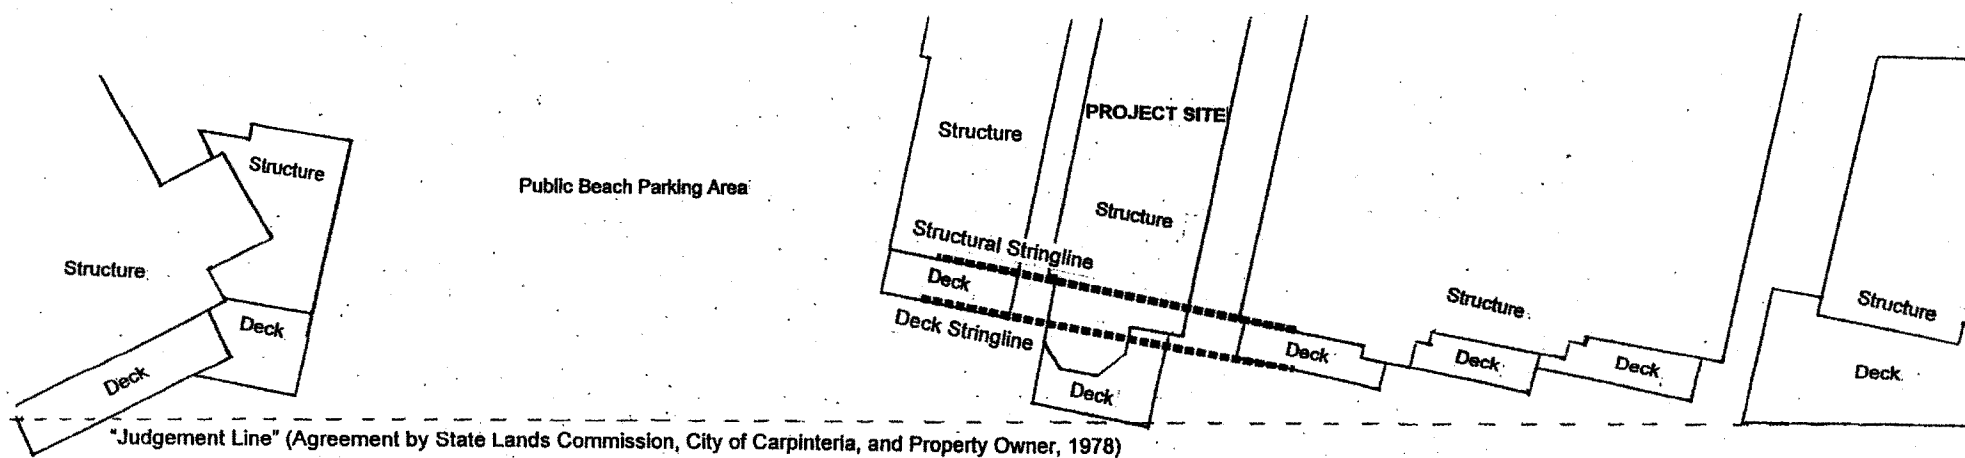 PROJECT SITE
Structure
Structure
Public Beach Parking Area
Structure
Structural Stringline
Structure
Deck
Deck Stringline
Structure
Structure
Deck
Deck
Deck
Deck
Deck
Deck
Deck
Deck
"Judgement Line" (Agreement by State Lands Commission, City of Carpinteria, and Property Owner, 1978)